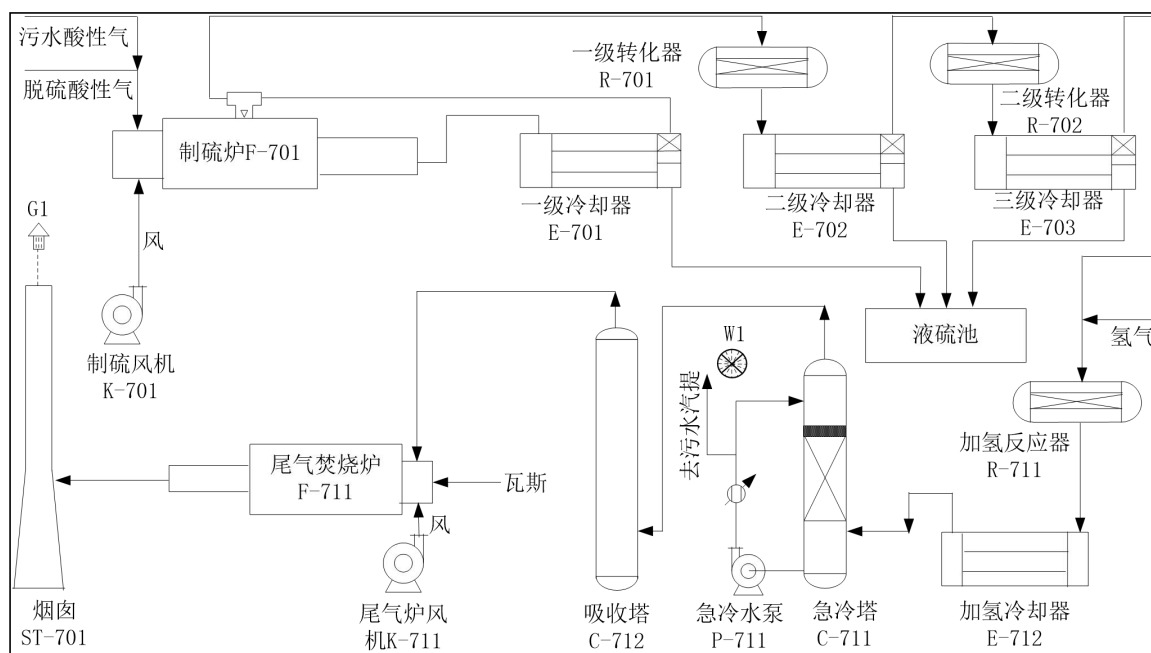 污水酸性气
脱硫酸性气
制硫炉F-701
一级转化器
R-701
二级转化器
R-702
一级冷却器
E-701
二级冷却器
E-702
三级冷却器
E-703
G1
风
制硫风机
K-701
液硫池
氢气
W1
去污水汽提
加氢反应器
R-711
尾气焚烧炉
F-711
瓦斯
风
烟囱
ST-701
尾气炉风
机K-711
吸收塔
C-712
急冷水泵
P-711
急冷塔
C-711
加氢冷却器
E-712